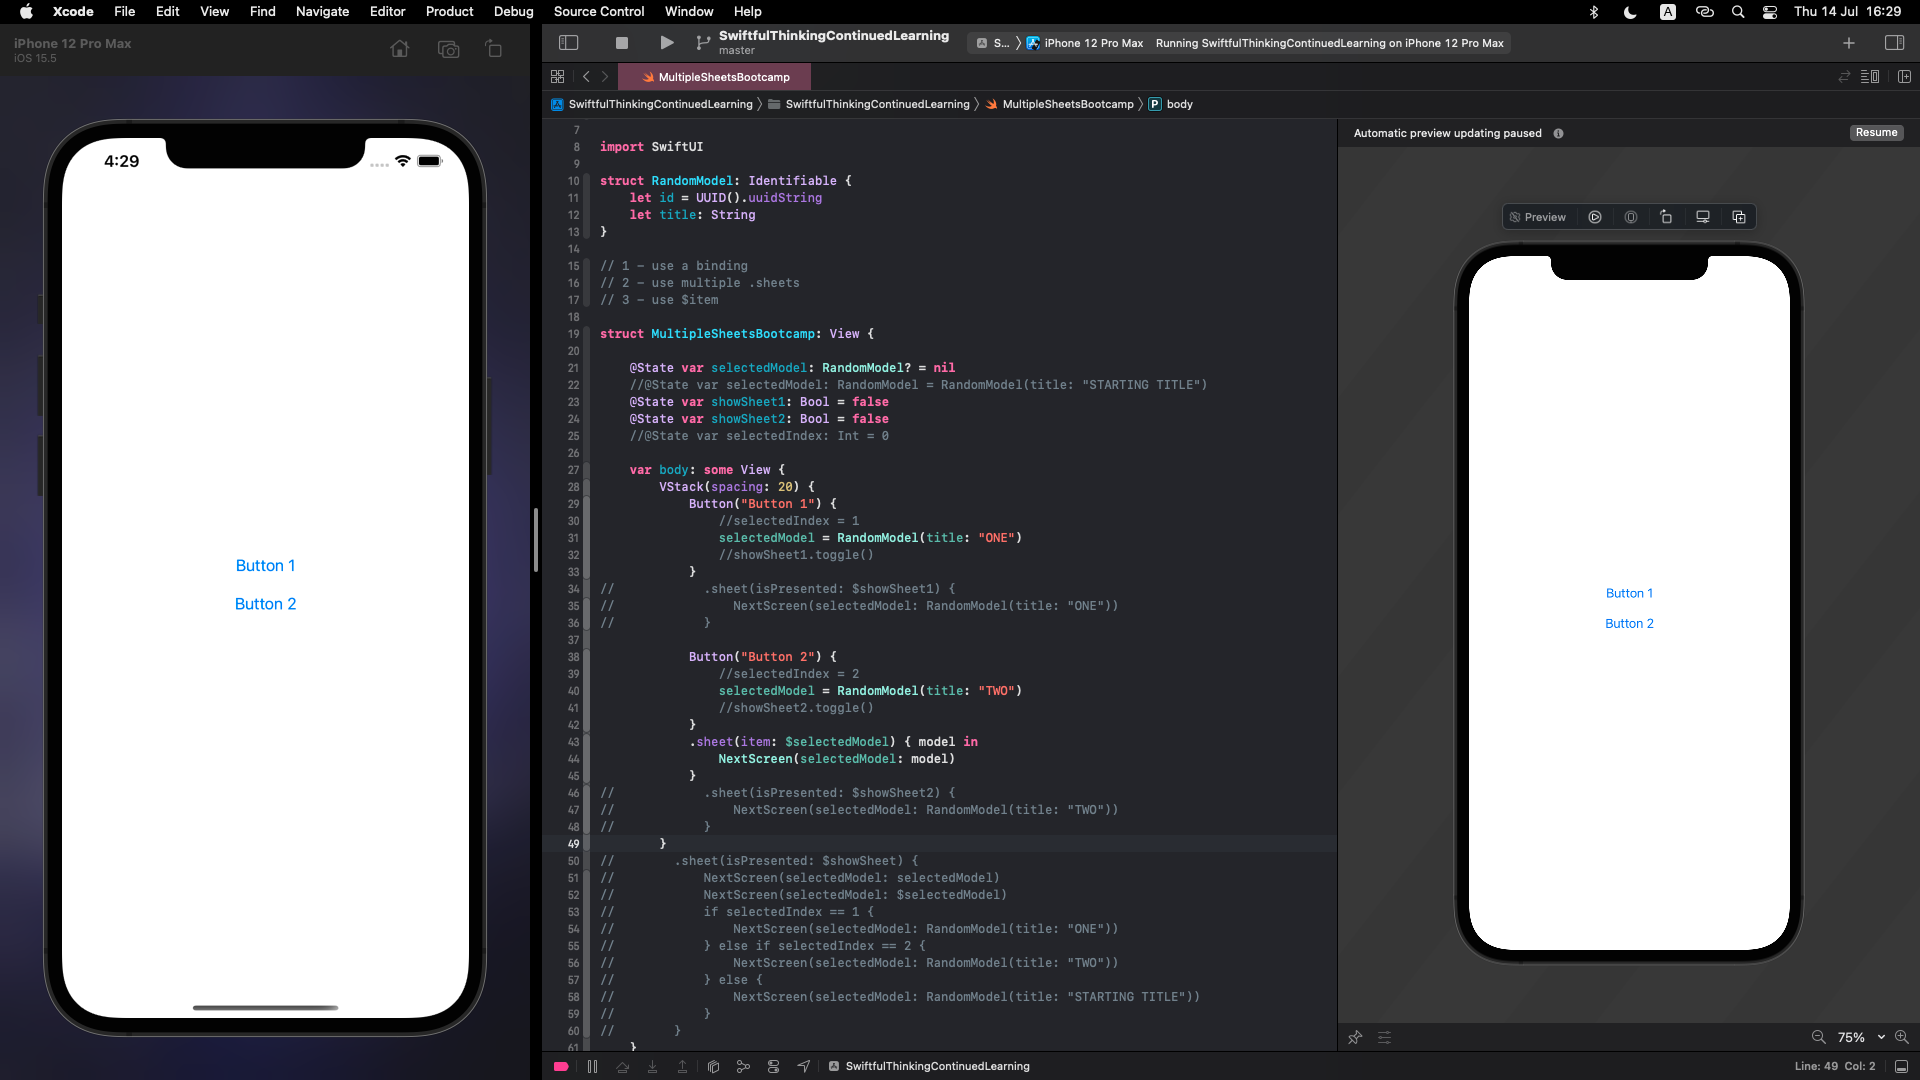 Xcode File Edit View Find Navigate Editor Product Debug Source Control Window Help
A Thu 14 Jul 16:29
iPhone 12 Pro Max
iOS 15.5
4:29
Button 1
Button 2
SwiftfulThinkingContinuedLearning
master
S... 〉 iPhone 12 Pro Max Running SwiftfulThinkingContinuedLearning on iPhone 12 Pro Max
MultipleSheetsBootcamp
SwiftfulThinkingContinuedLearning 〉 SwiftfulThinkingContinuedLearning 〉 MultipleSheetsBootcamp 〉 P body
7
8 import SwiftUI
9
10 struct RandomModel: Identifiable {
11 let id = UUID().uuidString
12 let title: String
13 }
14
15 // 1 - use a binding
16 // 2 - use multiple .sheets
17 // 3 - use $item
18
19 struct MultipleSheetsBootcamp: View {
20
21 @State var selectedModel: RandomModel? = nil
22 //@State var selectedModel: RandomModel = RandomModel(title: "STARTING TITLE")
23 @State var showSheet1: Bool = false
24 @State var showSheet2: Bool = false
25 //@State var selectedIndex: Int = 0
26
27 var body: some View {
28 VStack(spacing: 20) {
29 Button("Button 1") {
30 //selectedIndex = 1
31 selectedModel = RandomModel(title: "ONE")
32 //showSheet1.toggle()
33 }
34 // .sheet(isPresented: $showSheet1) {
35 // NextScreen(selectedModel: RandomModel(title: "ONE"))
36 // }
37
38 Button("Button 2") {
39 //selectedIndex = 2
40 selectedModel = RandomModel(title: "TWO")
41 //showSheet2.toggle()
42 }
43 .sheet(item: $selectedModel) { model in
44 NextScreen(selectedModel: model)
45 }
46 // .sheet(isPresented: $showSheet2) {
47 // NextScreen(selectedModel: RandomModel(title: "TWO"))
48 // }
49 }
50 // .sheet(isPresented: $showSheet) {
51 // NextScreen(selectedModel: selectedModel)
52 // NextScreen(selectedModel: $selectedModel)
53 // if selectedIndex == 1 {
54 // NextScreen(selectedModel: RandomModel(title: "ONE"))
55 // } else if selectedIndex == 2 {
56 // NextScreen(selectedModel: RandomModel(title: "TWO"))
57 // } else {
58 // NextScreen(selectedModel: RandomModel(title: "STARTING TITLE"))
59 // }
60 // }
61 }
SwiftfulThinkingContinuedLearning
Automatic preview updating paused
Resume
Preview
Button 1
Button 2
75%
Line: 49 Col: 2